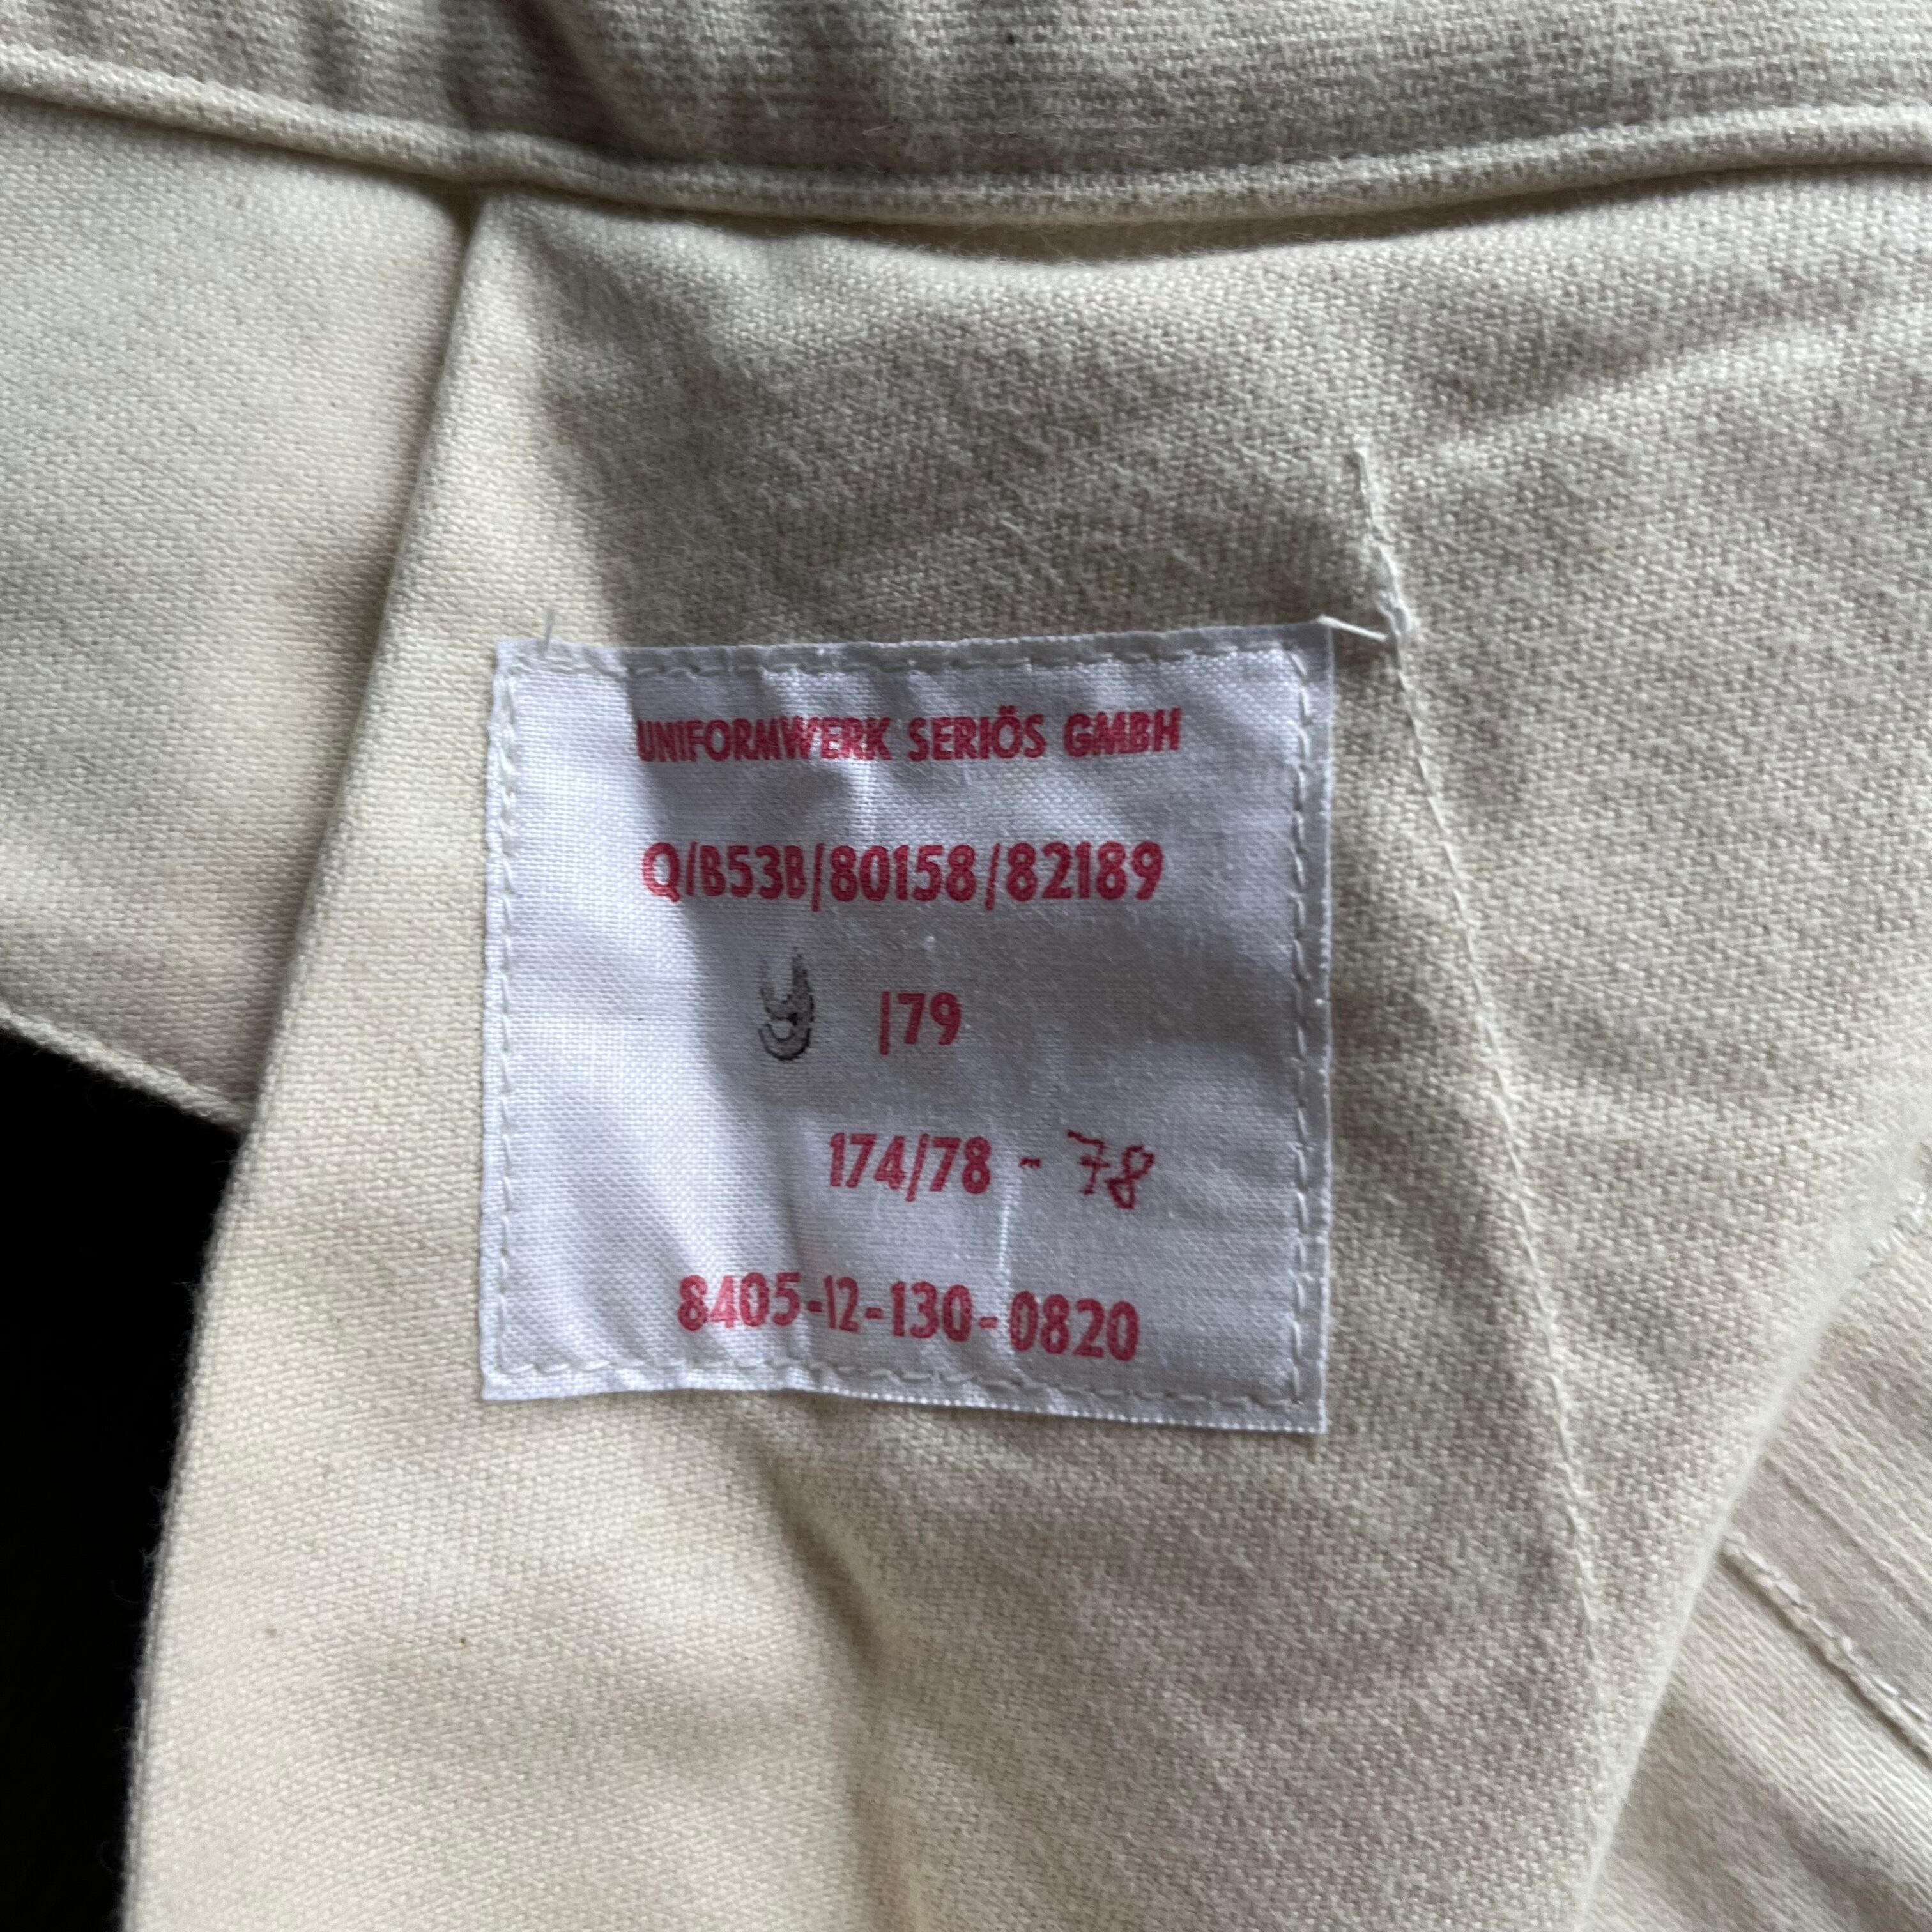 UNIFORMWERK SERIÖS GMBH
Q/B53B/80158/82189
/79
174/78 - 78
8405-12-130-0820